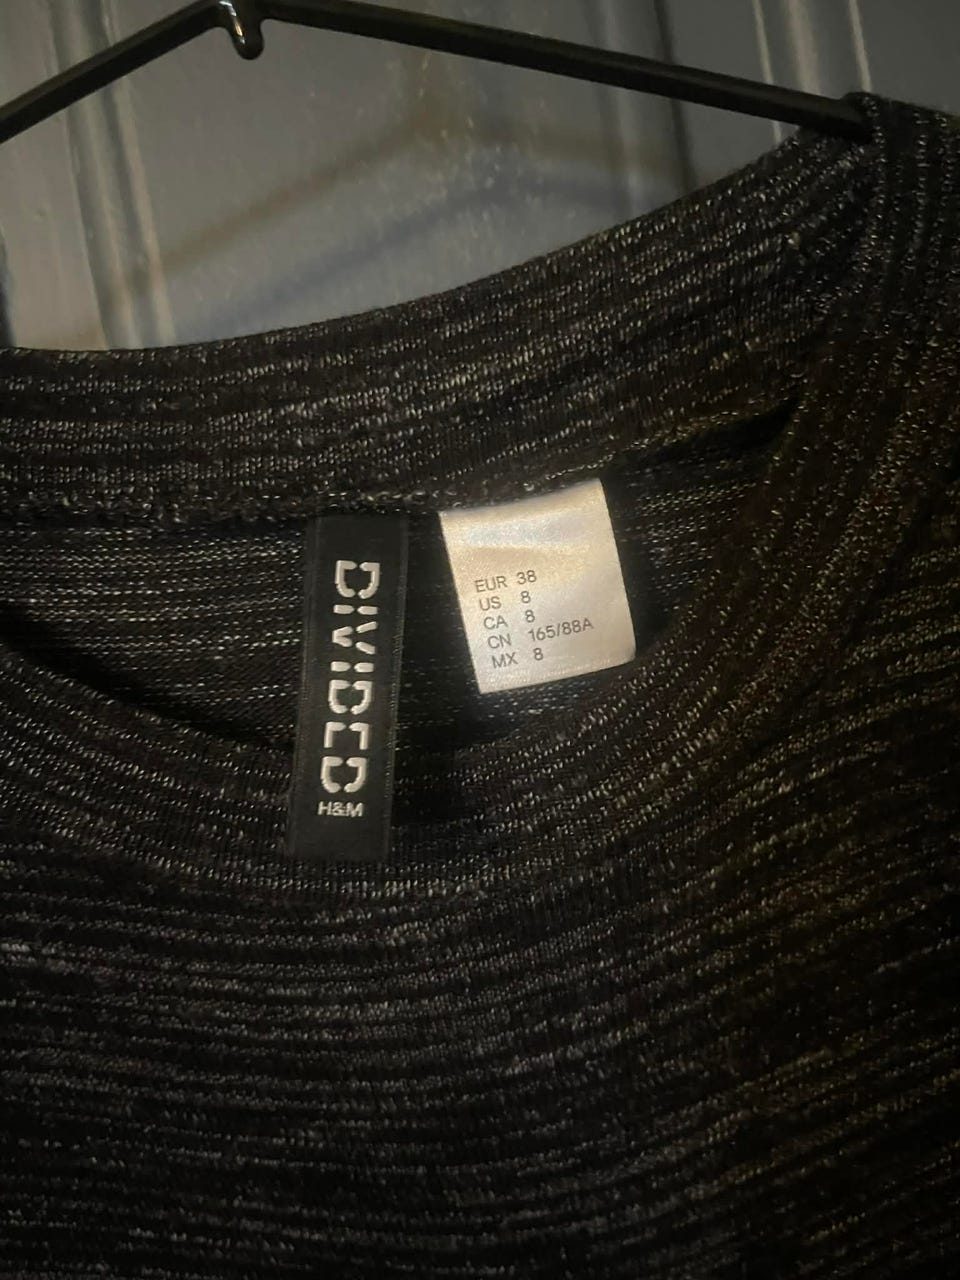 DIVIDED
H&M
EUR 38
US 8
CA 8
CN 165/88A
MX 8